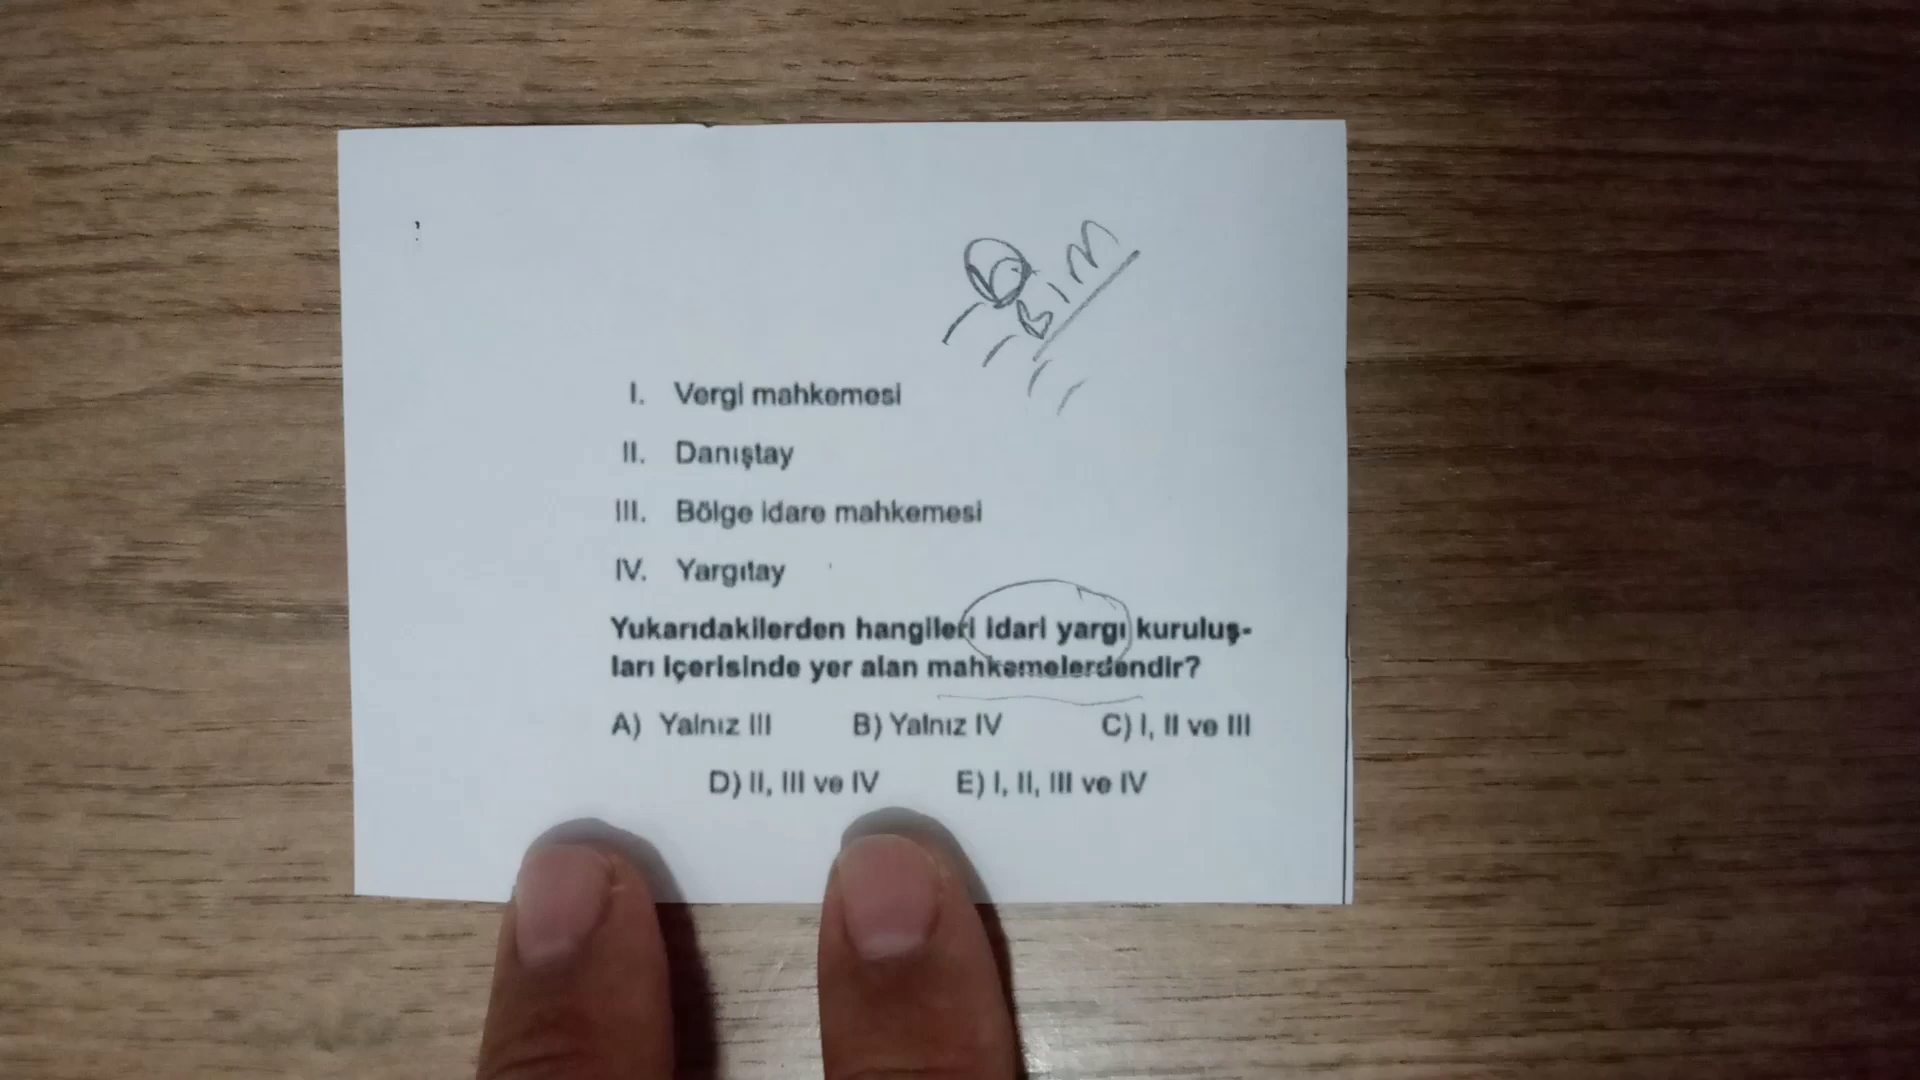 BİM
I. Vergi mahkemesi
II. Danıştay
III. Bölge idare mahkemesi
IV. Yargıtay
Yukarıdakilerden hangileri idari yargı kuruluş-
ları içerisinde yer alan mahkemelerdendir?
A) Yalnız III B) Yalnız IV C) I, II ve III
D) II, III ve IV E) I, II, III ve IV